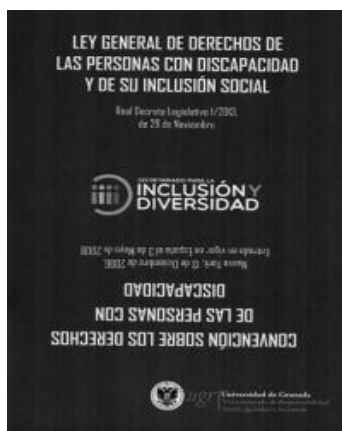 LEY GENERAL DE DERECHOS DE
LAS PERSONAS CON DISCAPACIDAD
Y DE SU INCLUSIÓN SOCIAL
Real Decreto Legislativo 1/2013,
de 29 de Noviembre
SECRETARIADO PARA LA
INCLUSIÓN Y
DIVERSIDAD
CONVENCIÓN SOBRE LOS DERECHOS
DE LAS PERSONAS CON
DISCAPACIDAD
Nueva York, 13 de Diciembre de 2006.
Entrada en vigor en España el 3 de Mayo de 2008
ugr
Universidad de Granada